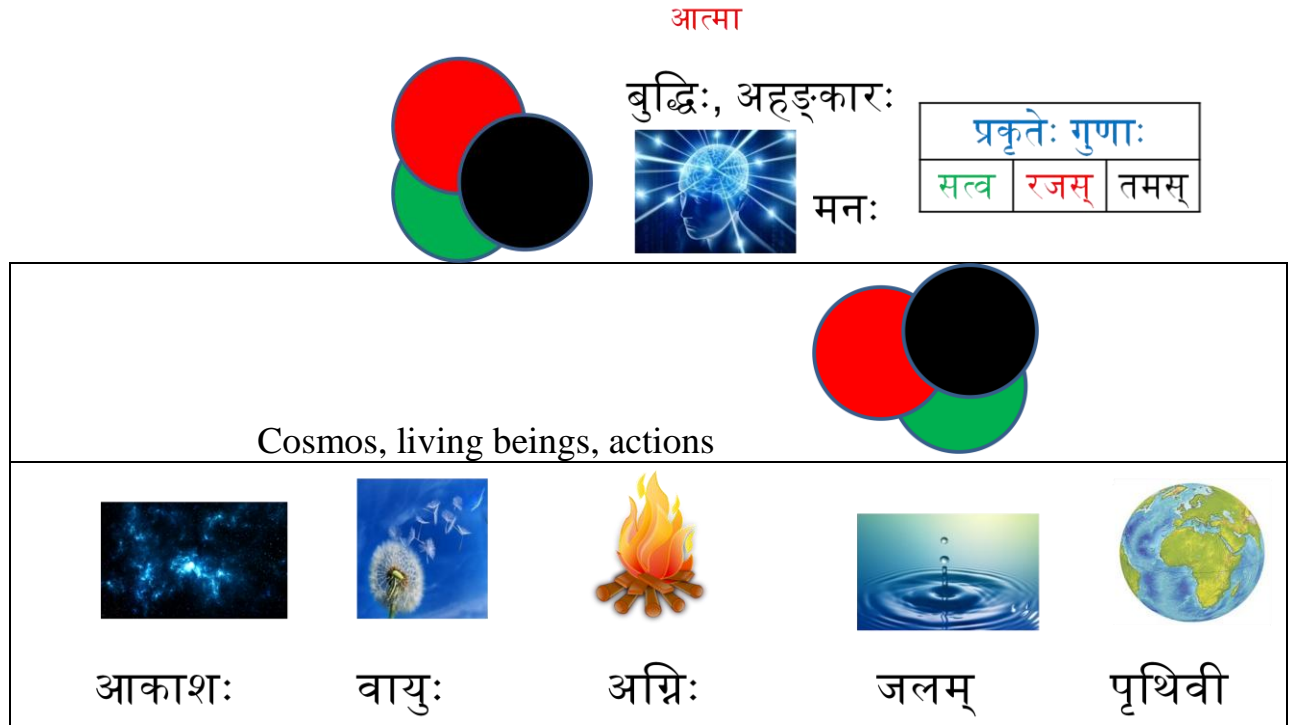 आत्मा
बुद्धिः, अहङ्कारः
मनः
प्रकृतेः गुणाः
सत्व रजस् तमस्
Cosmos, living beings, actions
आकाशः वायुः अग्निः जलम् पृथिवी